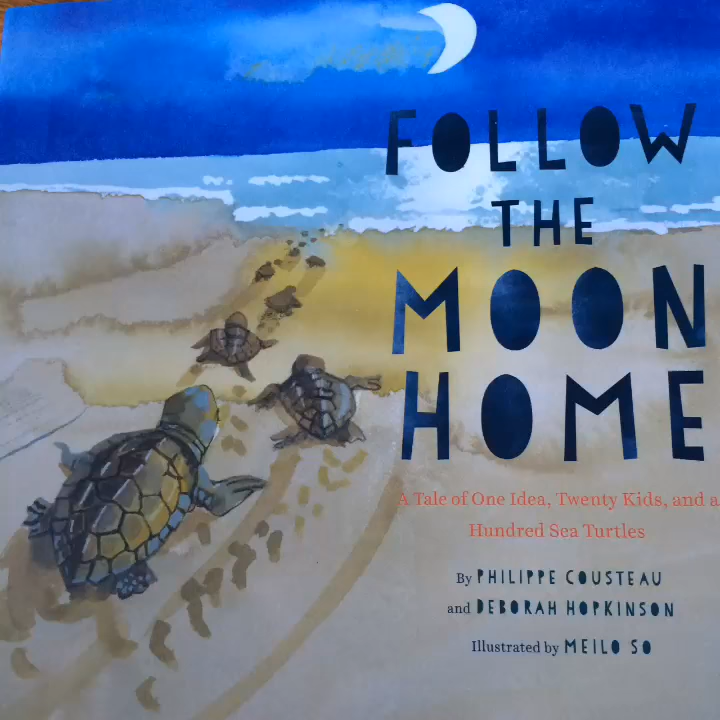 FOLLOW
THE
MOON
HOME
A Tale of One Idea, Twenty Kids, and a
Hundred Sea Turtles
By PHILIPPE COUSTEAU
and DEBORAH HOPKINSON
Illustrated by MEILO SO